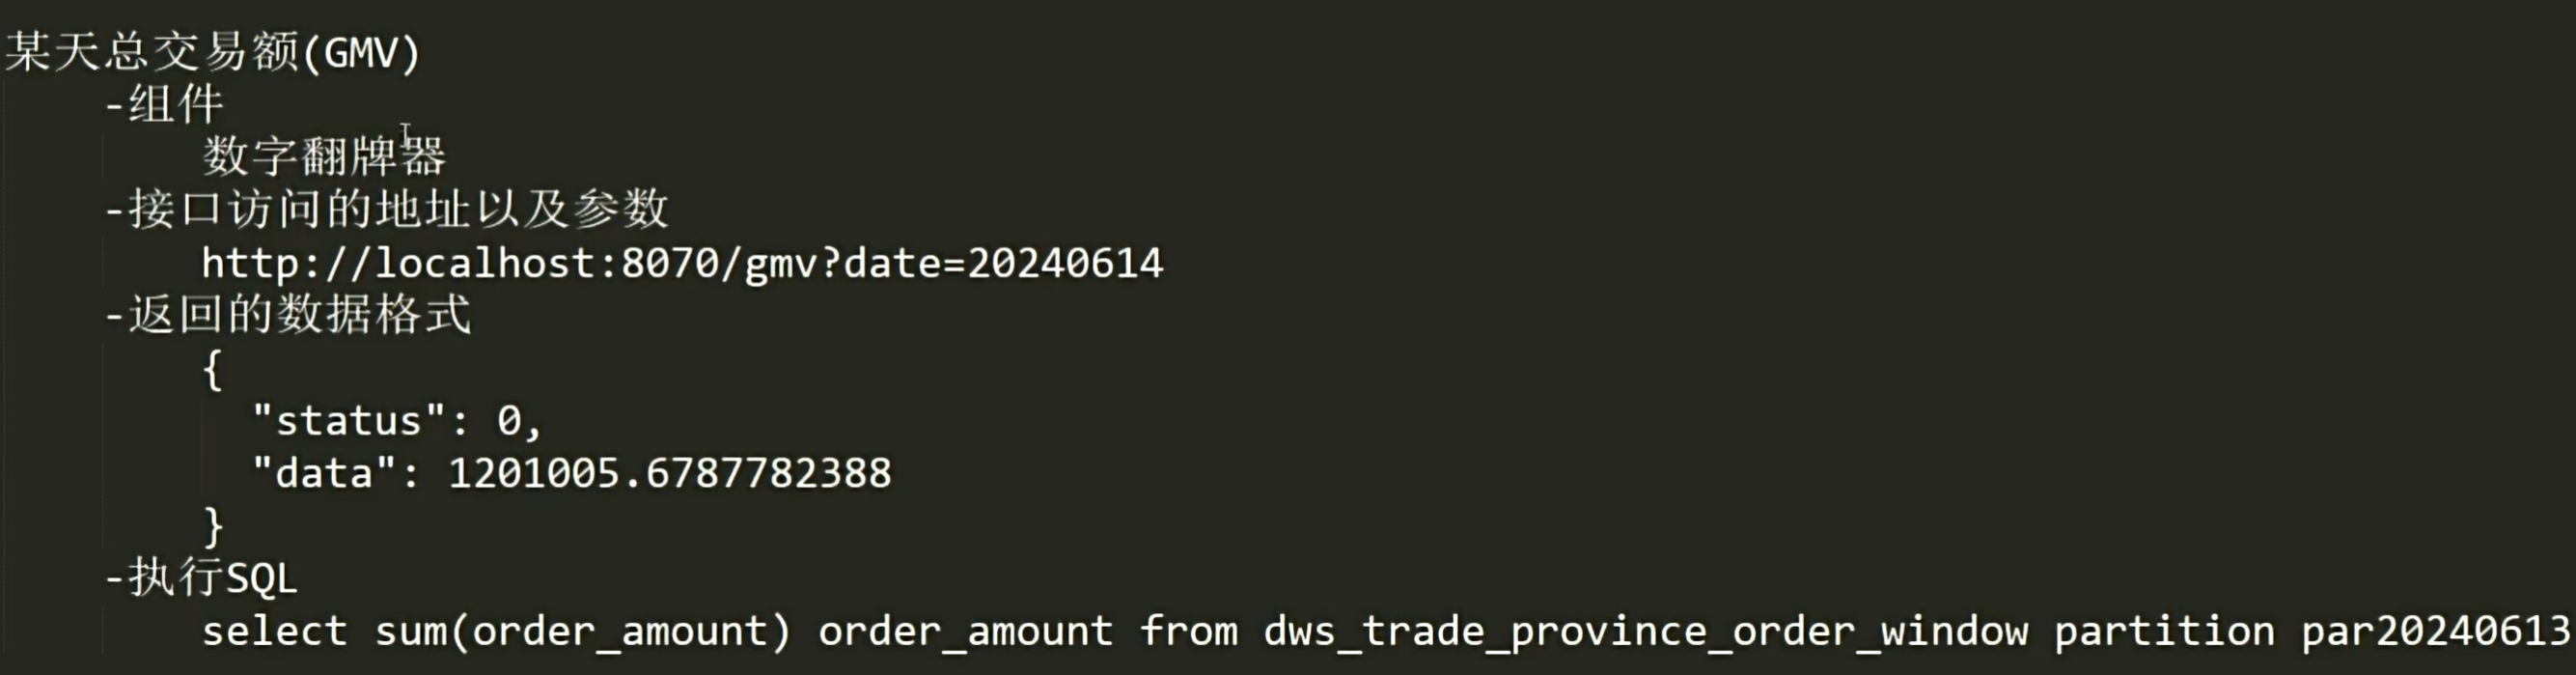 某天总交易额(GMV)
-组件
数字翻牌器
-接口访问的地址以及参数
http://localhost:8070/gmv?date=20240614
-返回的数据格式
{
"status": 0,
"data": 1201005.6787782388
}
-执行SQL
select sum(order_amount) order_amount from dws_trade_province_order_window partition par20240613